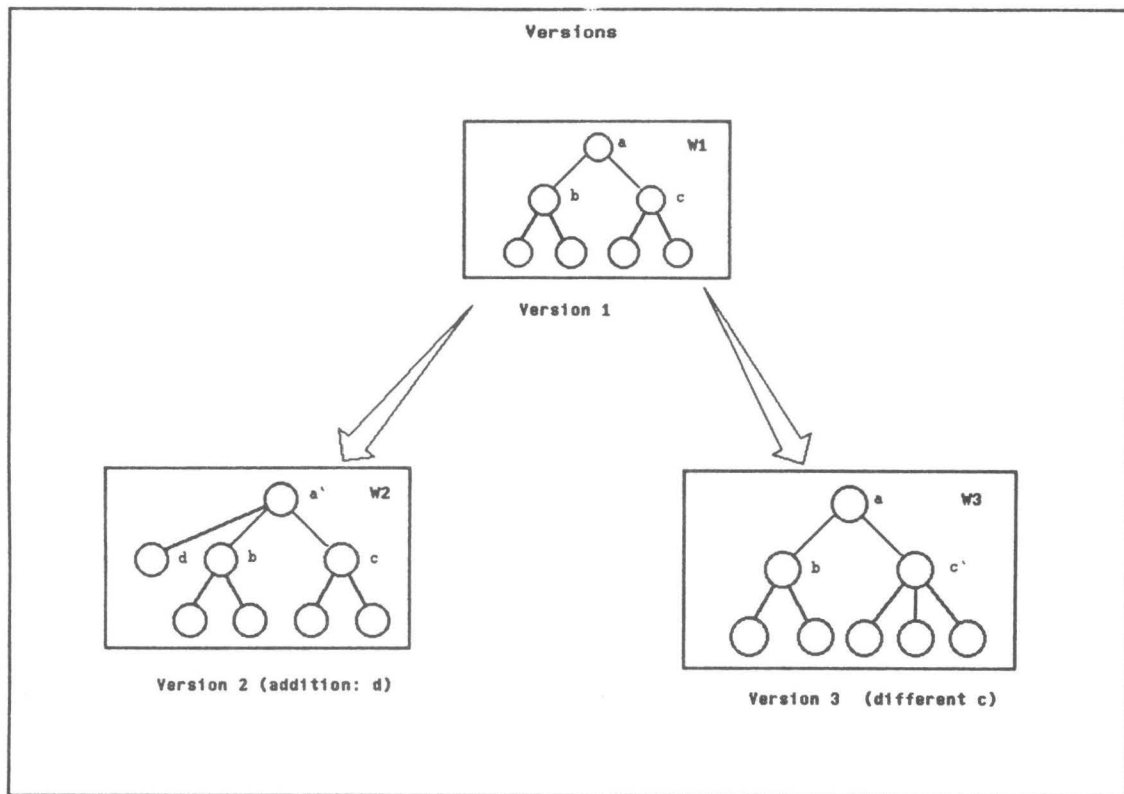 Versions
a
W1
b
c
Version 1
a`
W2
d
b
c
Version 2 (addition: d)
a
W3
b
c`
Version 3 (different c)